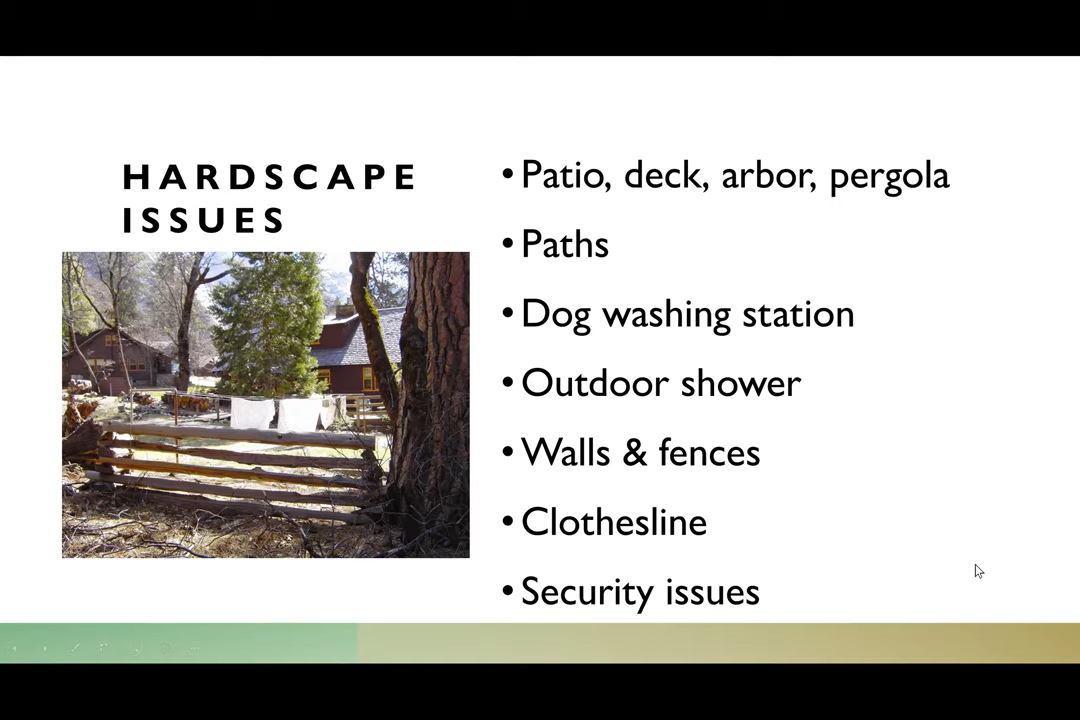 HARDSCAPE
ISSUES
• Patio, deck, arbor, pergola
• Paths
• Dog washing station
• Outdoor shower
• Walls & fences
• Clothesline
• Security issues